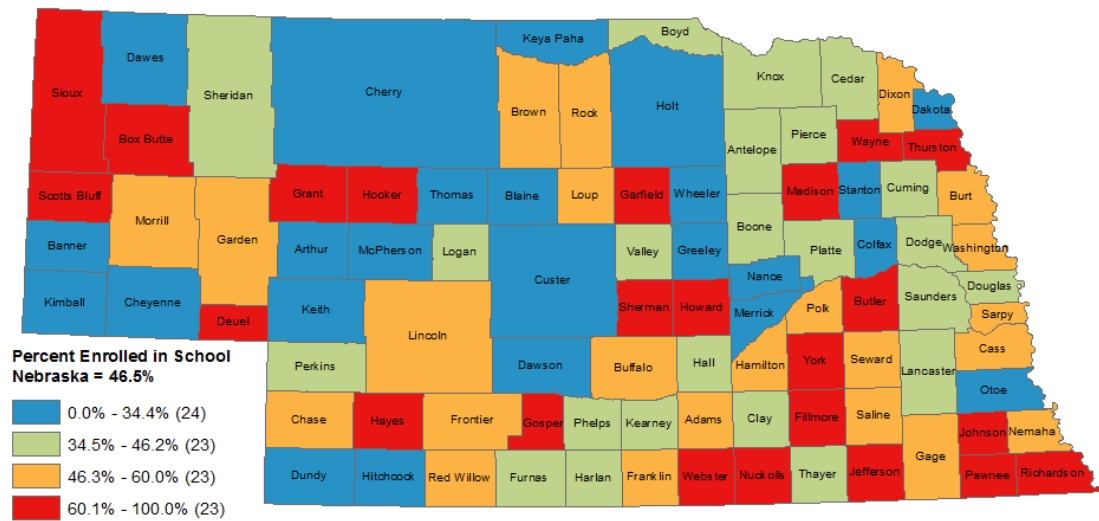 Keya Paha
Boyd
Dawes
Knox
Cedar
Sioux
Sheridan
Cherry
Dixon
Brown
Rock
Holt
Dakota
Box Butte
Pierce
Wayne
Thurston
Antelope
Scotts Bluff
Grant
Hooker
Thomas
Blaine
Loup
Garfield
Wheeler
Madison
Stanton
Cuming
Burt
Morrill
Garden
Boone
Banner
Arthur
McPherson
Logan
Valley
Greeley
Platte
Colfax
Dodge
Washington
Custer
Nance
Kimball
Cheyenne
Douglas
Saunders
Deuel
Keith
Sherman
Howard
Merrick
Polk
Butler
Sarpy
Lincoln
Percent Enrolled in School
Nebraska = 46.5%
Perkins
Dawson
Buffalo
Hall
Hamilton
York
Seward
Lancaster
Cass
Otoe
0.0% - 34.4% (24)
Chase
Hayes
Frontier
Gosper
Phelps
Kearney
Adams
Clay
Fillmore
Saline
Johnson
Nemaha
34.5% - 46.2% (23)
Gage
46.3% - 60.0% (23)
Dundy
Hitchcock
Red Willow
Furnas
Harlan
Franklin
Webster
Nuckolls
Thayer
Jefferson
Pawnee
Richardson
60.1% - 100.0% (23)